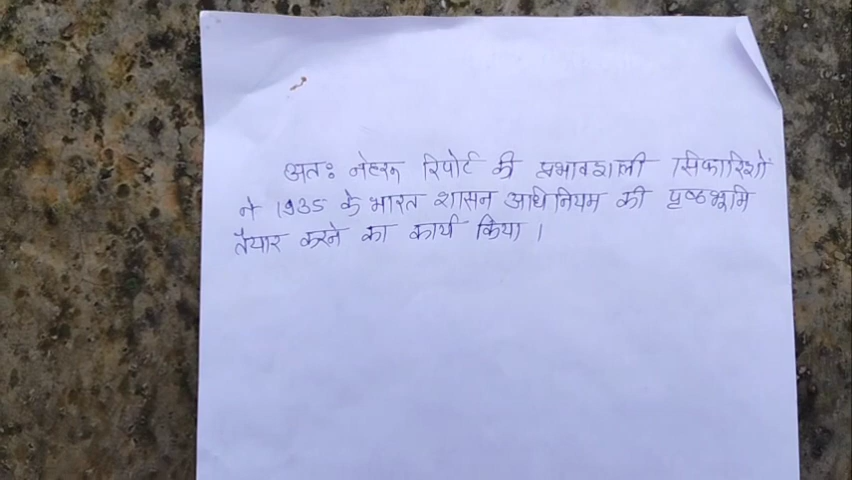 अतः नेहरू रिपोर्ट की प्रभावशाली सिफारिशों
ने 1935 के भारत शासन अधिनियम की पृष्ठभूमि
तैयार करने का कार्य किया ।